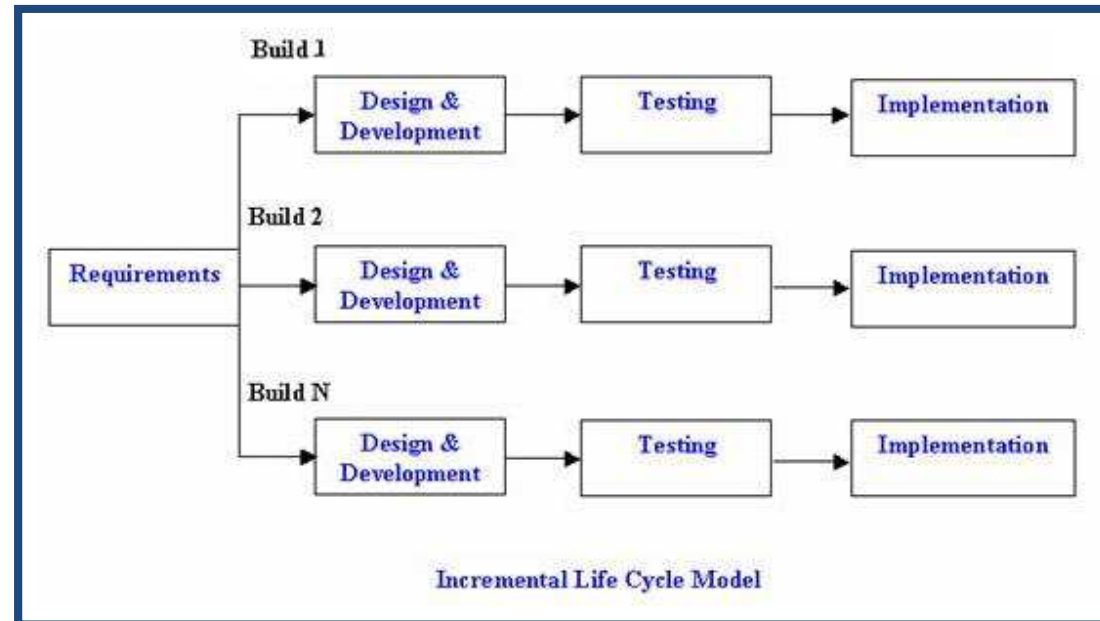 Build 1
Design &
Development
Testing
Implementation
Build 2
Requirements
Design &
Development
Testing
Implementation
Build N
Design &
Development
Testing
Implementation
Incremental Life Cycle Model